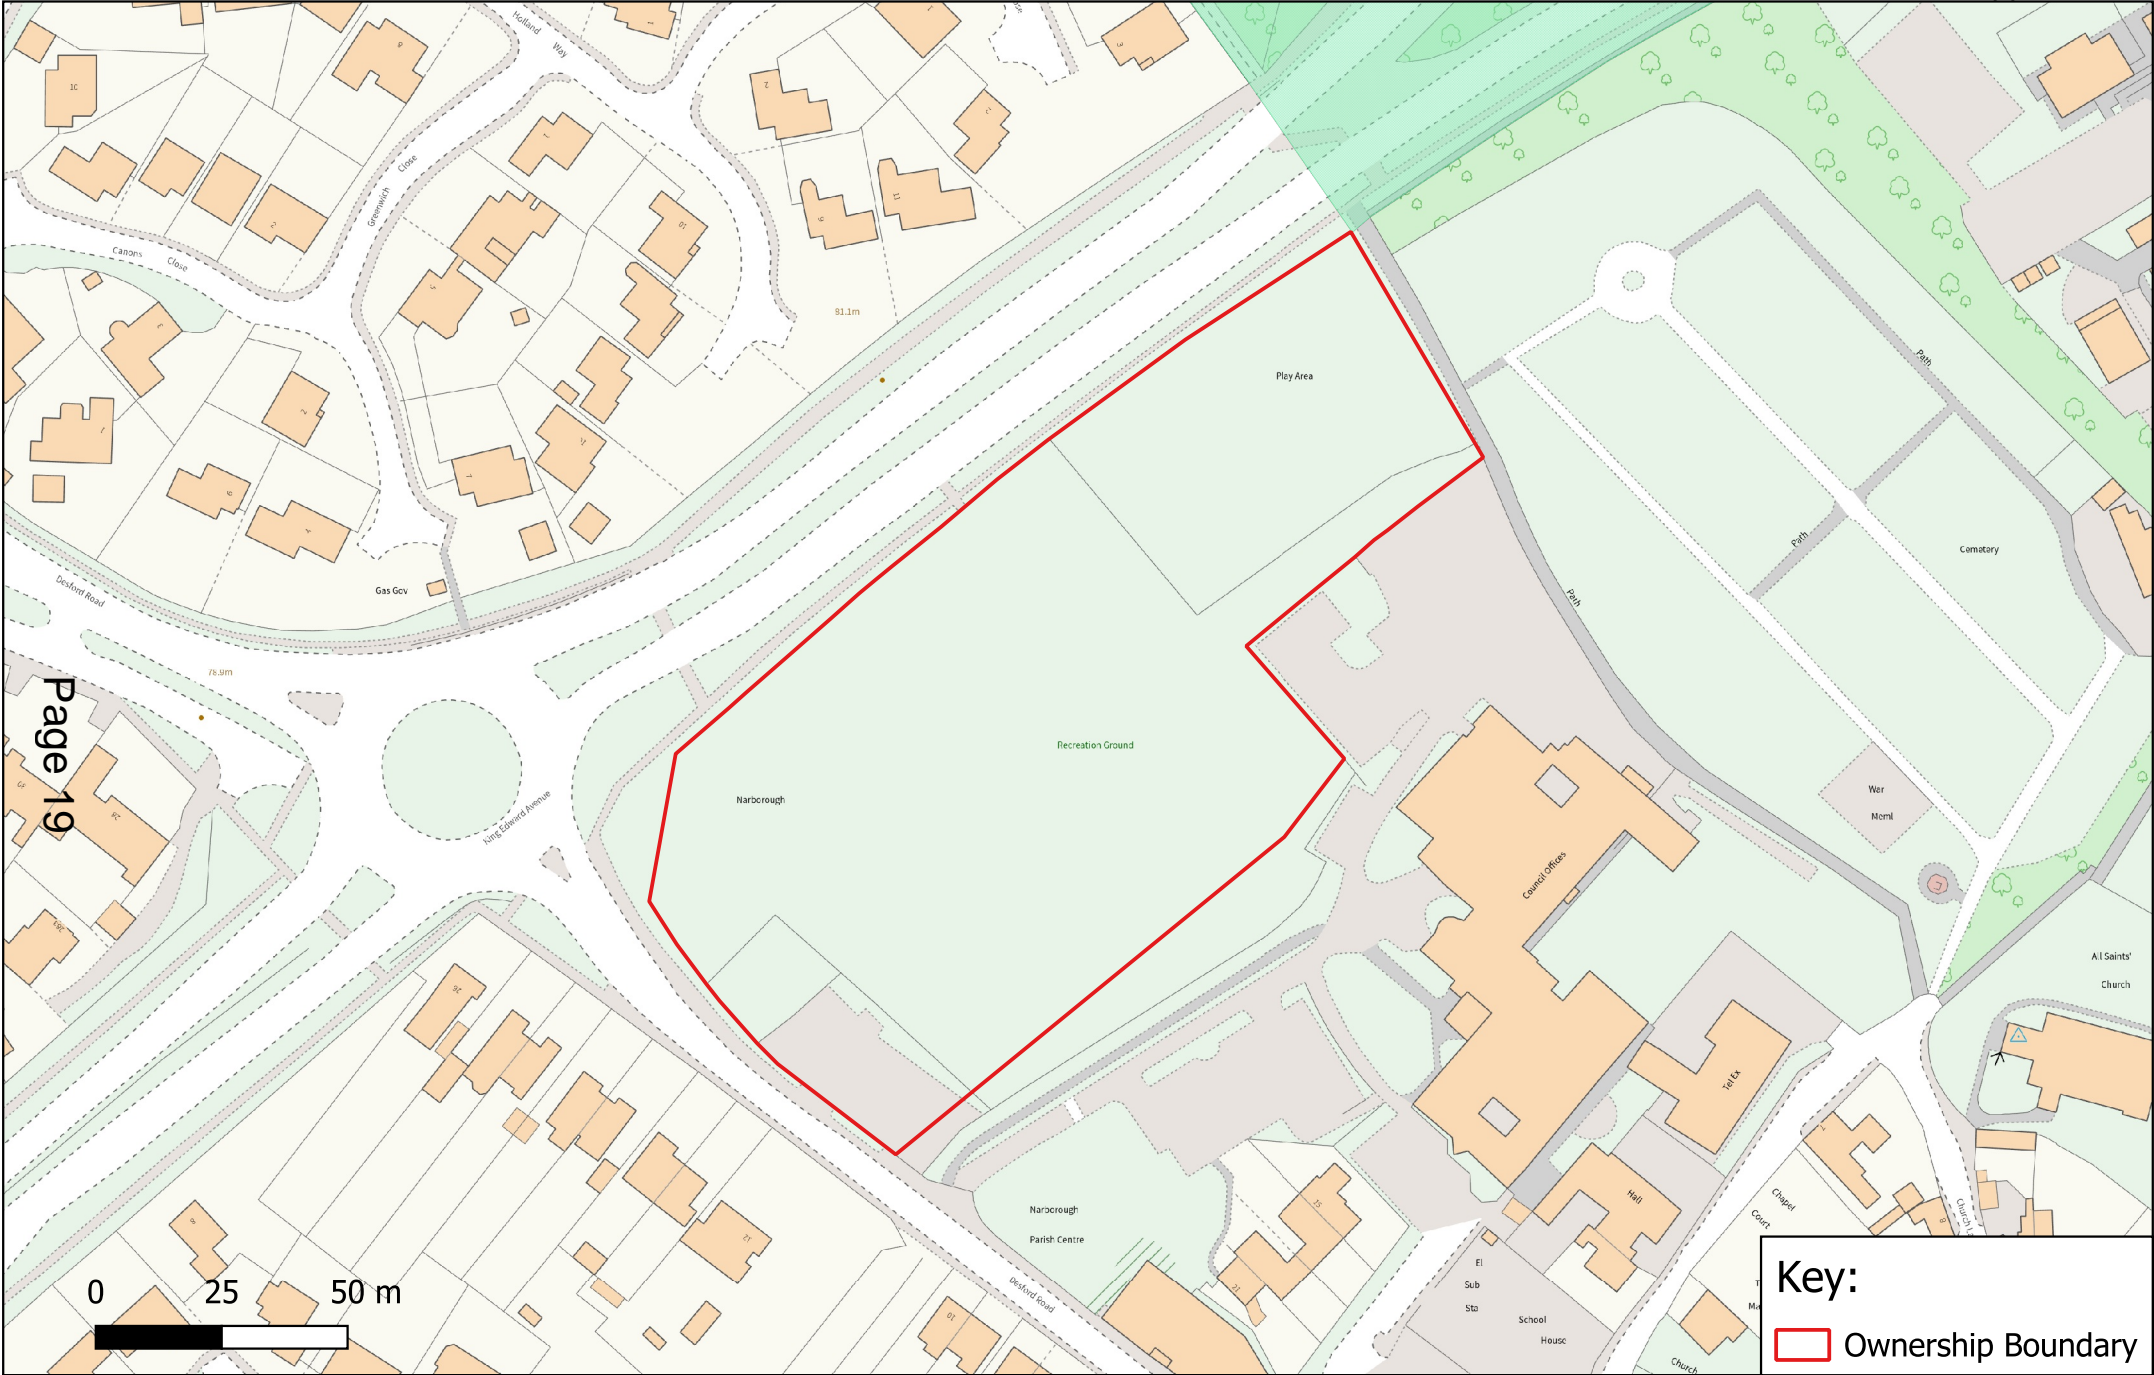 Holland
Way
Greenwich
Close
Canons
Close
10
81.1m
Play Area
Path
Path
Path
Cemetery
Gas Gov
Desford Road
78.9m
Page 19
King Edward Avenue
Recreation Ground
Narborough
War
Meml
Council Offices
All Saints'
Church
Tel Ex
Hall
Chapel
Court
Narborough
Parish Centre
Desford Road
El
Sub
Sta
School
House
Church
0 25 50 m
Key:
Ownership Boundary